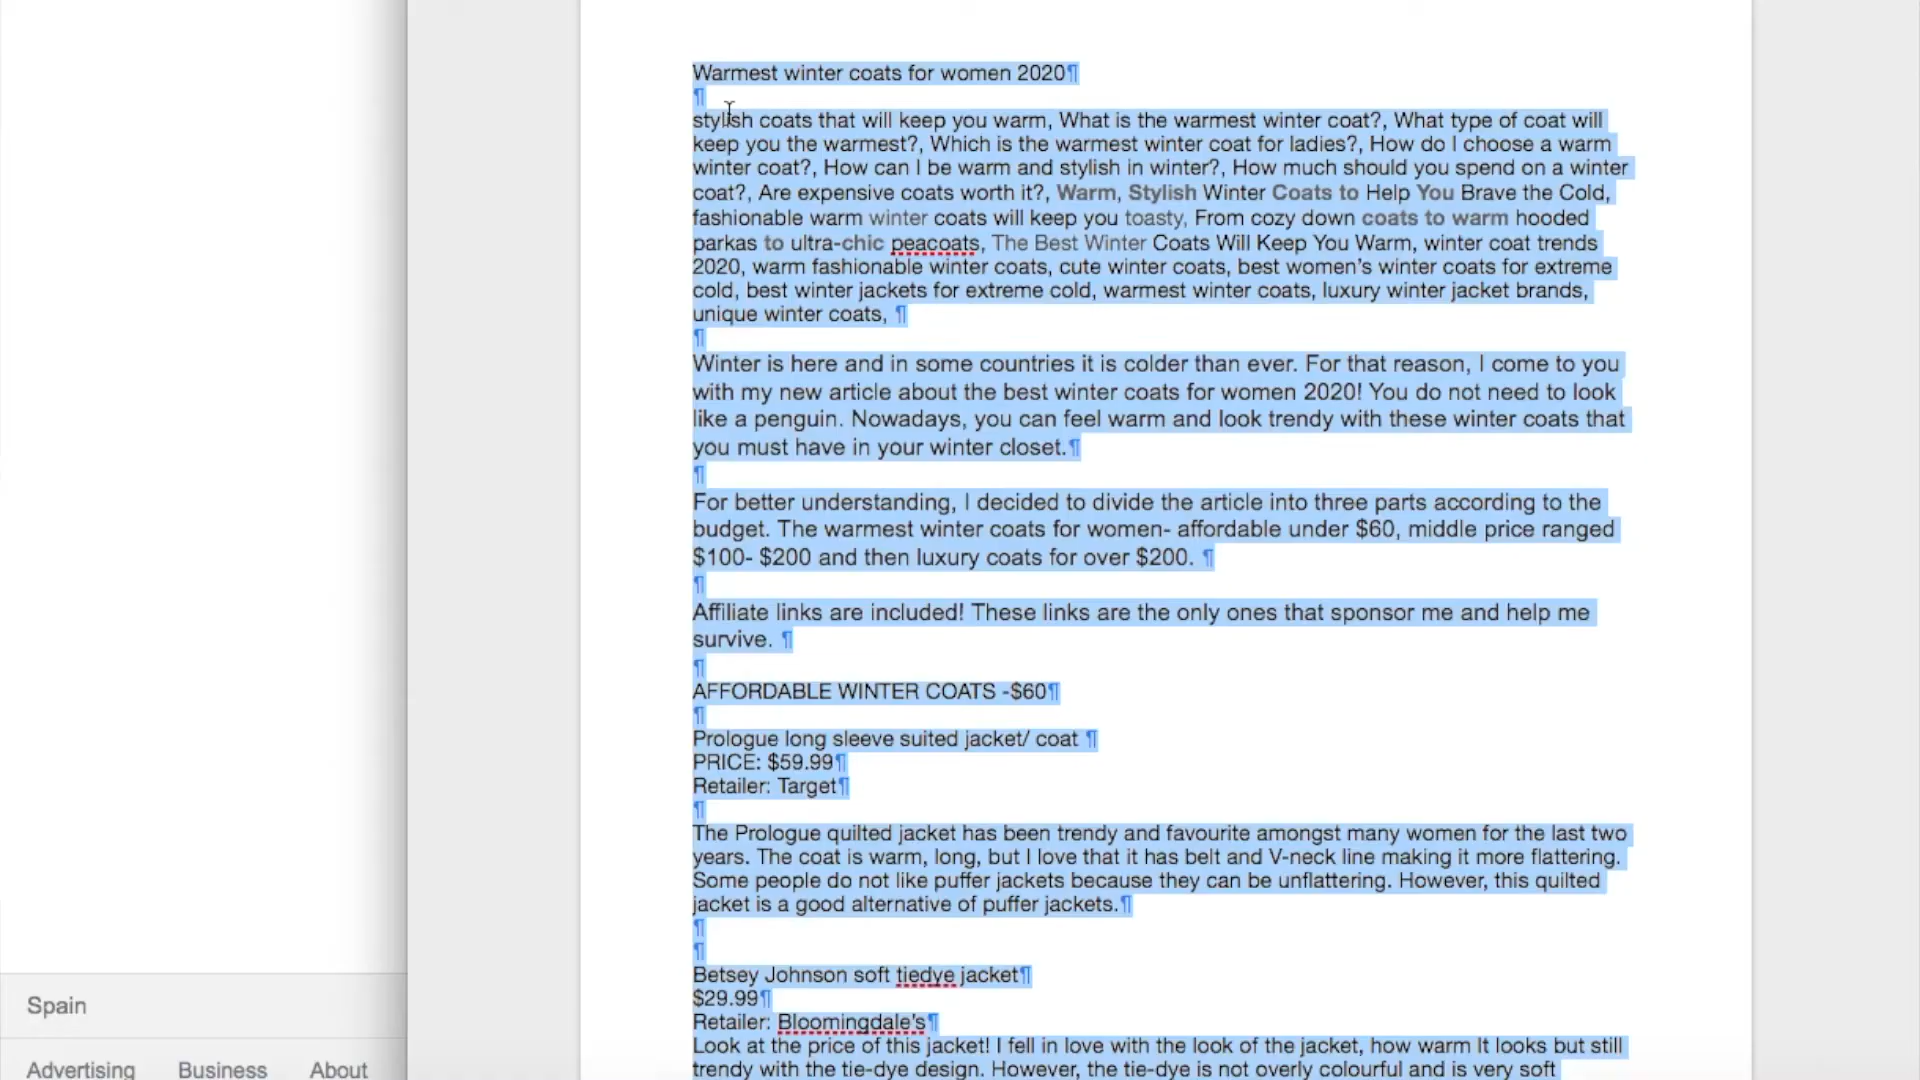 Warmest winter coats for women 2020¶
¶
stylish coats that will keep you warm, What is the warmest winter coat?, What type of coat will
keep you the warmest?, Which is the warmest winter coat for ladies?, How do I choose a warm
winter coat?, How can I be warm and stylish in winter?, How much should you spend on a winter
coat?, Are expensive coats worth it?, Warm, Stylish Winter Coats to Help You Brave the Cold,
fashionable warm winter coats will keep you toasty, From cozy down coats to warm hooded
parkas to ultra-chic peacoats, The Best Winter Coats Will Keep You Warm, winter coat trends
2020, warm fashionable winter coats, cute winter coats, best women's winter coats for extreme
cold, best winter jackets for extreme cold, warmest winter coats, luxury winter jacket brands,
unique winter coats, ¶
¶
Winter is here and in some countries it is colder than ever. For that reason, I come to you
with my new article about the best winter coats for women 2020! You do not need to look
like a penguin. Nowadays, you can feel warm and look trendy with these winter coats that
you must have in your winter closet.¶
¶
For better understanding, I decided to divide the article into three parts according to the
budget. The warmest winter coats for women- affordable under $60, middle price ranged
$100- $200 and then luxury coats for over $200. ¶
¶
Affiliate links are included! These links are the only ones that sponsor me and help me
survive. ¶
¶
AFFORDABLE WINTER COATS -$60¶
¶
Prologue long sleeve suited jacket/ coat ¶
PRICE: $59.99¶
Retailer: Target¶
¶
The Prologue quilted jacket has been trendy and favourite amongst many women for the last two
years. The coat is warm, long, but I love that it has belt and V-neck line making it more flattering.
Some people do not like puffer jackets because they can be unflattering. However, this quilted
jacket is a good alternative of puffer jackets.¶
¶
¶
Betsey Johnson soft tiedye jacket¶
$29.99¶
Retailer: Bloomingdale's¶
Look at the price of this jacket! I fell in love with the look of the jacket, how warm It looks but still
trendy with the tie-dye design. However, the tie-dye is not overly colourful and is very soft
Spain
Advertising Business About